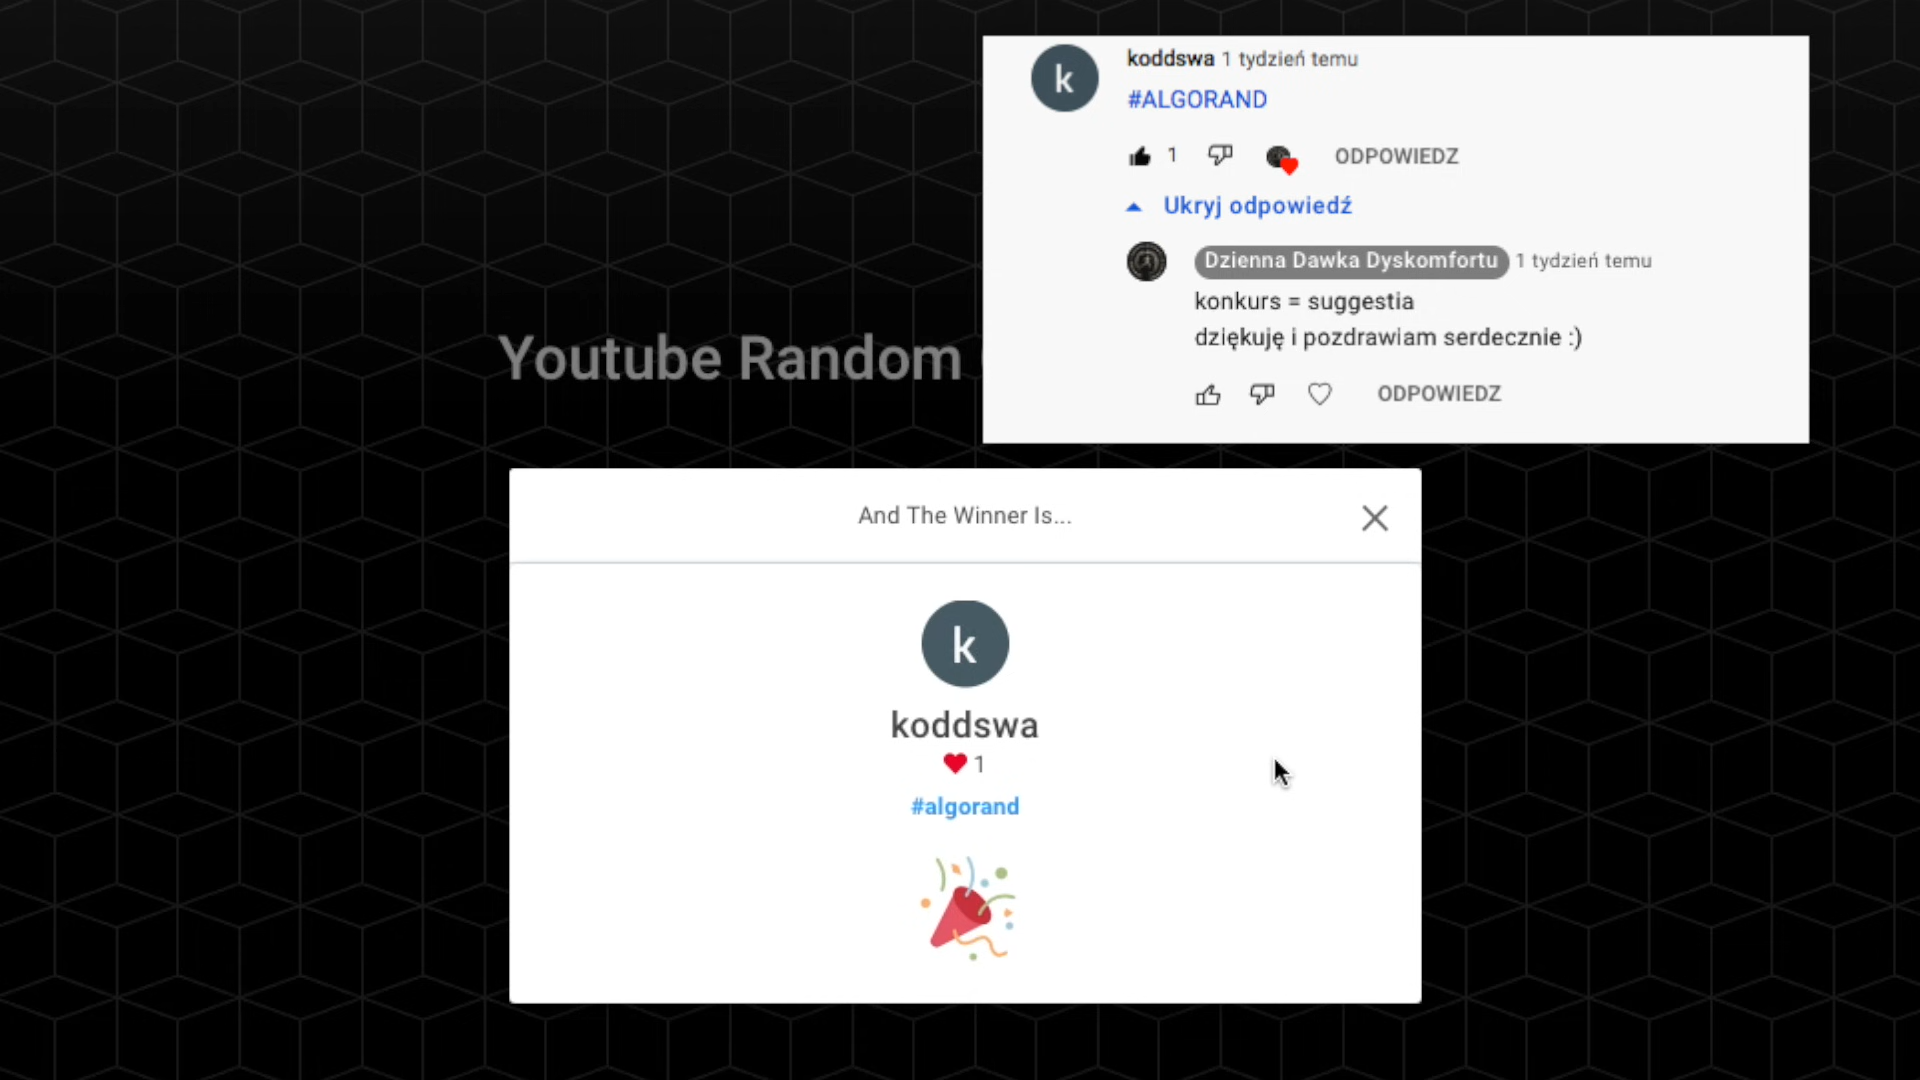 k
koddswa 1 tydzień temu
#ALGORAND
1 ODPOWIEDZ
Ukryj odpowiedź
Dzienna Dawka Dyskomfortu 1 tydzień temu
konkurs = suggestia
dziękuję i pozdrawiam serdecznie :)
ODPOWIEDZ
Youtube Random
And The Winner Is...
k
koddswa
1
#algorand